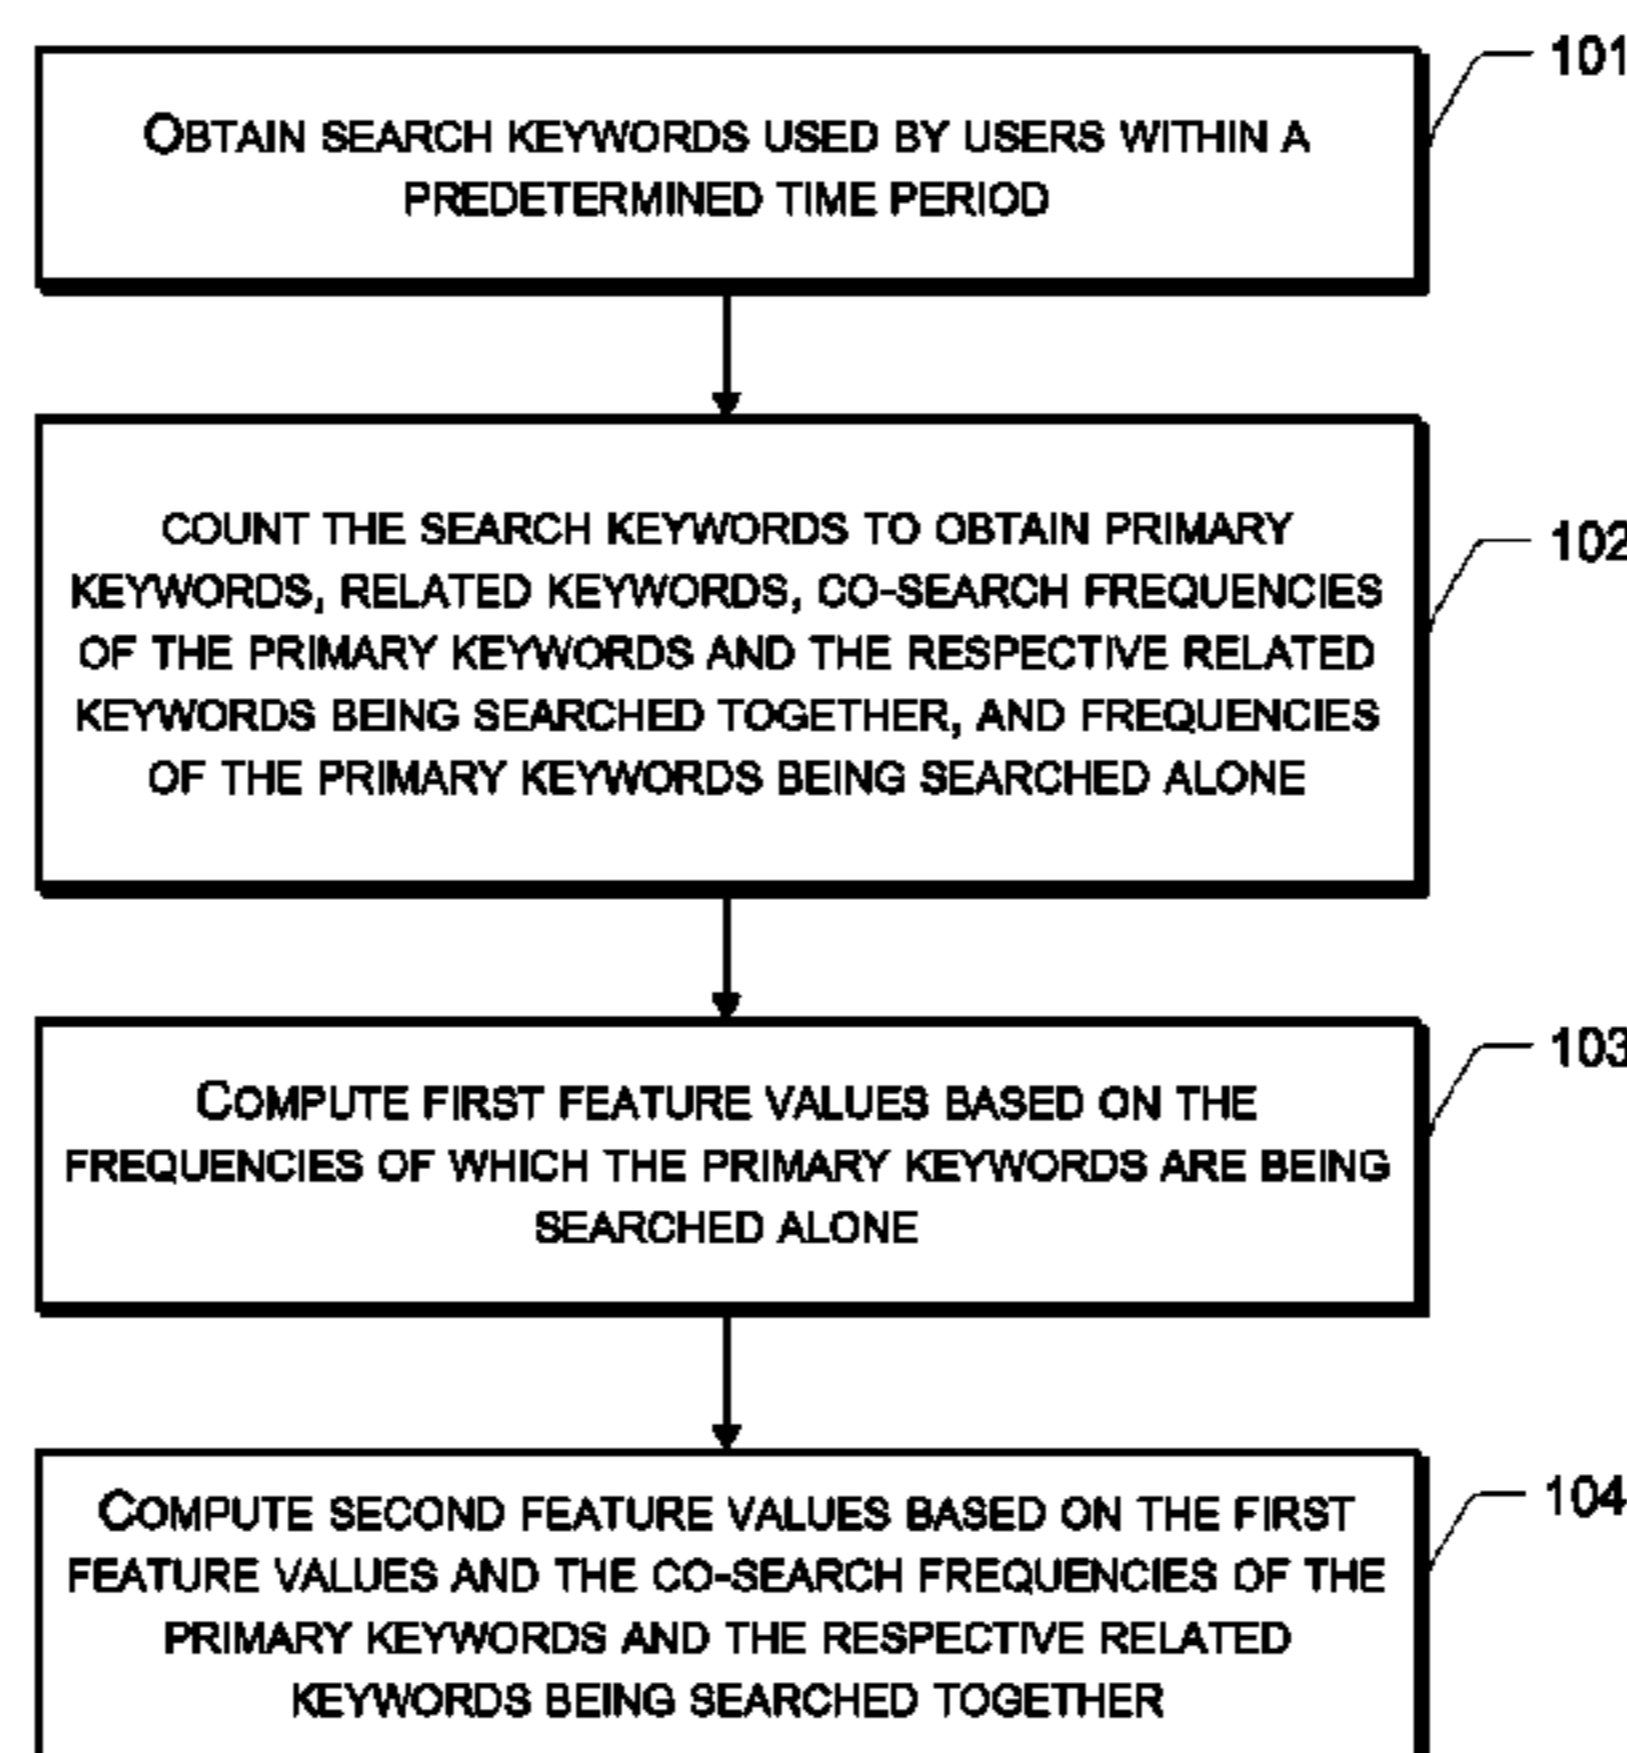 101
OBTAIN SEARCH KEYWORDS USED BY USERS WITHIN A
PREDETERMINED TIME PERIOD
COUNT THE SEARCH KEYWORDS TO OBTAIN PRIMARY
KEYWORDS, RELATED KEYWORDS, CO-SEARCH FREQUENCIES
102
OF THE PRIMARY KEYWORDS AND THE RESPECTIVE RELATED
KEYWORDS BEING SEARCHED TOGETHER, AND FREQUENCIES
OF THE PRIMARY KEYWORDS BEING SEARCHED ALONE
103
COMPUTE FIRST FEATURE VALUES BASED ON THE
FREQUENCIES OF WHICH THE PRIMARY KEYWORDS ARE BEING
SEARCHED ALONE
104
COMPUTE SECOND FEATURE VALUES BASED ON THE FIRST
FEATURE VALUES AND THE CO-SEARCH FREQUENCIES OF THE
PRIMARY KEYWORDS AND THE RESPECTIVE RELATED
KEYWORDS BEING SEARCHED TOGETHER